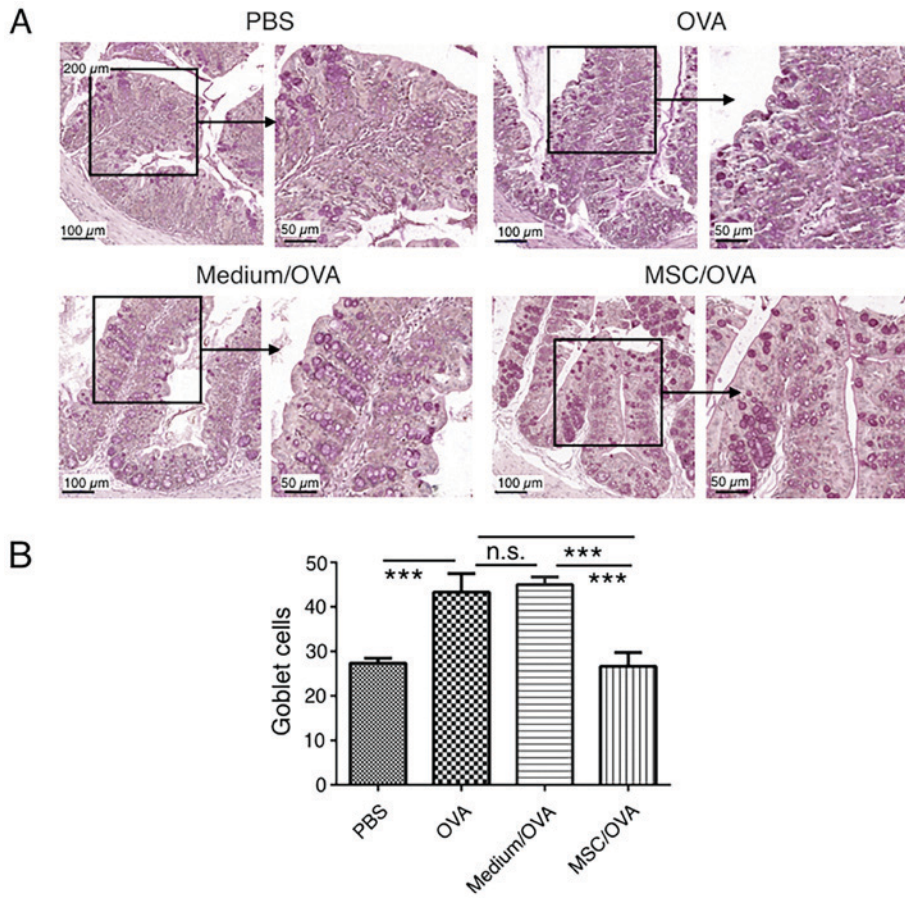 A
PBS
OVA
200 µm
100 µm
50 µm
100 µm
50 µm
Medium/OVA
MSC/OVA
100 µm
50 µm
100 µm
50 µm
B
n.s.
***
***
***
Goblet cells
50
40
30
20
10
0
PBS
OVA
Medium/OVA
MSC/OVA